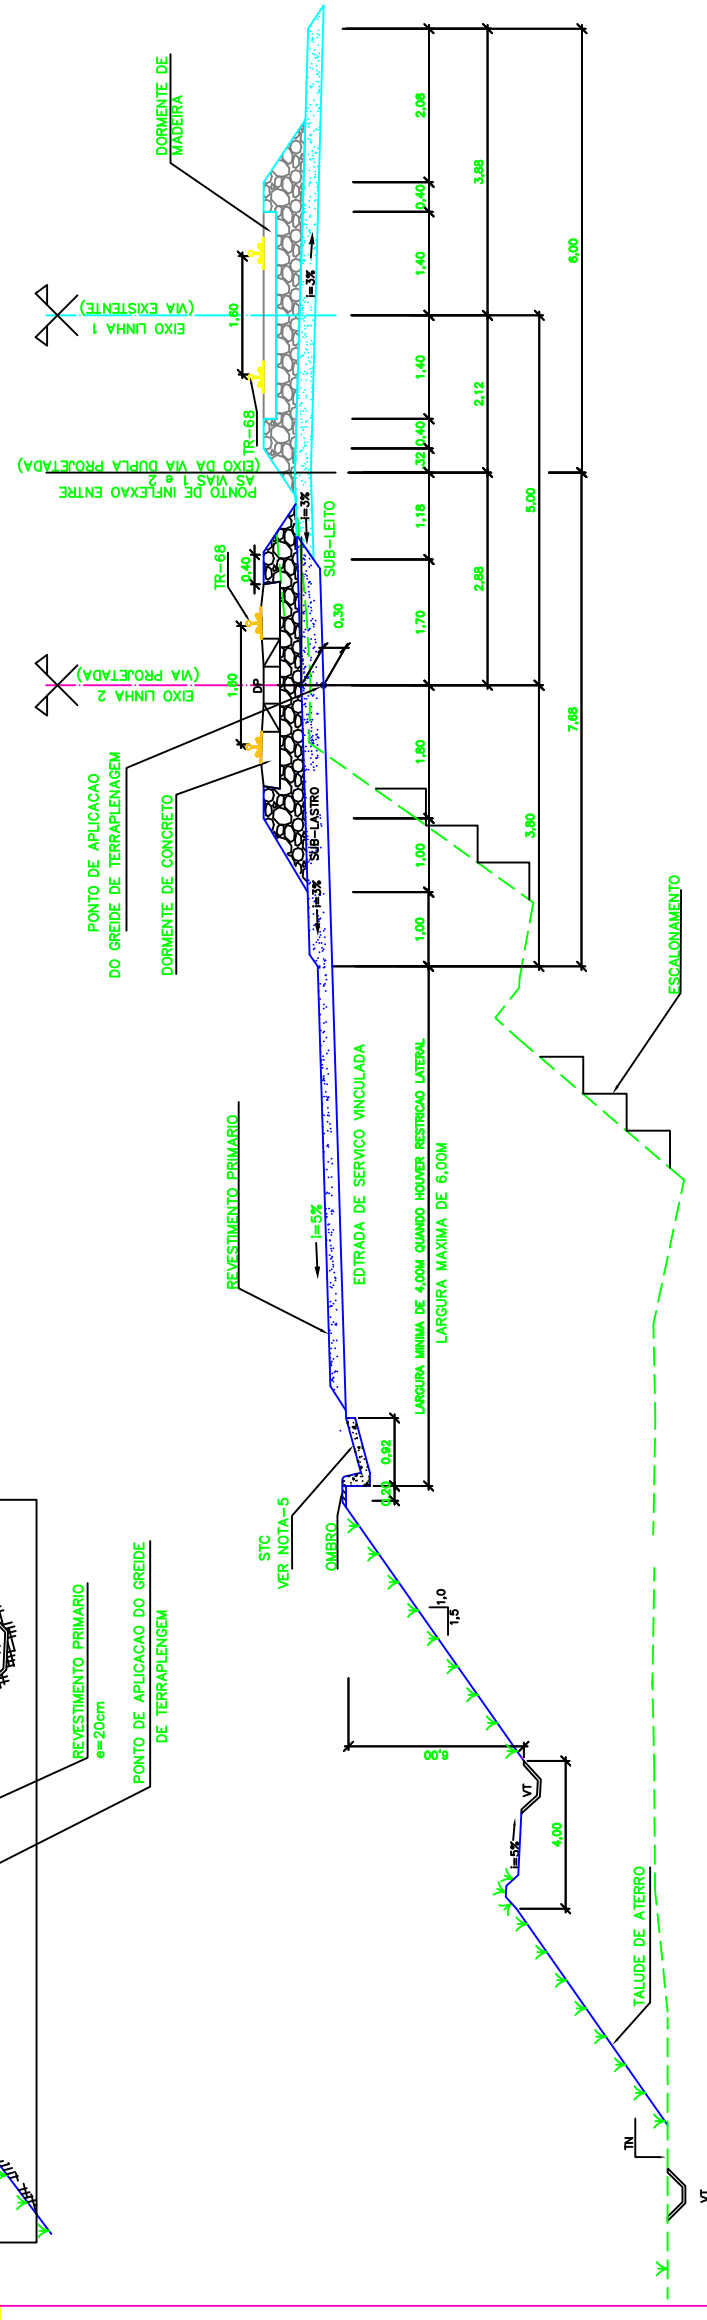 DORMENTE DE
MADEIRA
EIXO LINHA 1
(VIA EXISTENTE)
1,60
TR-68
i=3%
PONTO DE INFLEXAO ENTRE
AS VIAS 1 e 2
(EIXO DA VIA DUPLA PROJETADA)
i=3%
SUB-LEITO
TR-68
0,40
0,30
EIXO LINHA 2
(VIA PROJETADA)
1,60
DP
PONTO DE APLICACAO
DO GREIDE DE TERRAPLENAGEM
DORMENTE DE CONCRETO
SUB-LASTRO
i=3%
2,08
0,40
1,40
1,40
0,40
,32
1,18
1,70
1,80
1,00
1,00
3,88
2,12
2,88
5,00
3,80
6,00
7,68
ESCALONAMENTO
REVESTIMENTO PRIMARIO
i=5%
EDTRADA DE SERVICO VINCULADA
LARGURA MINIMA DE 4,00M QUANDO HOUVER RESTRICAO LATERAL
LARGURA MAXIMA DE 6,00M
0,92
0,20
STC
VER NOTA-5
OMBRO
1,0
1,5
6,00
VT
i=5%
4,00
REVESTIMENTO PRIMARIO
e=20cm
PONTO DE APLICACAO DO GREIDE
DE TERRAPLENGEM
TALUDE DE ATERRO
TN
VT